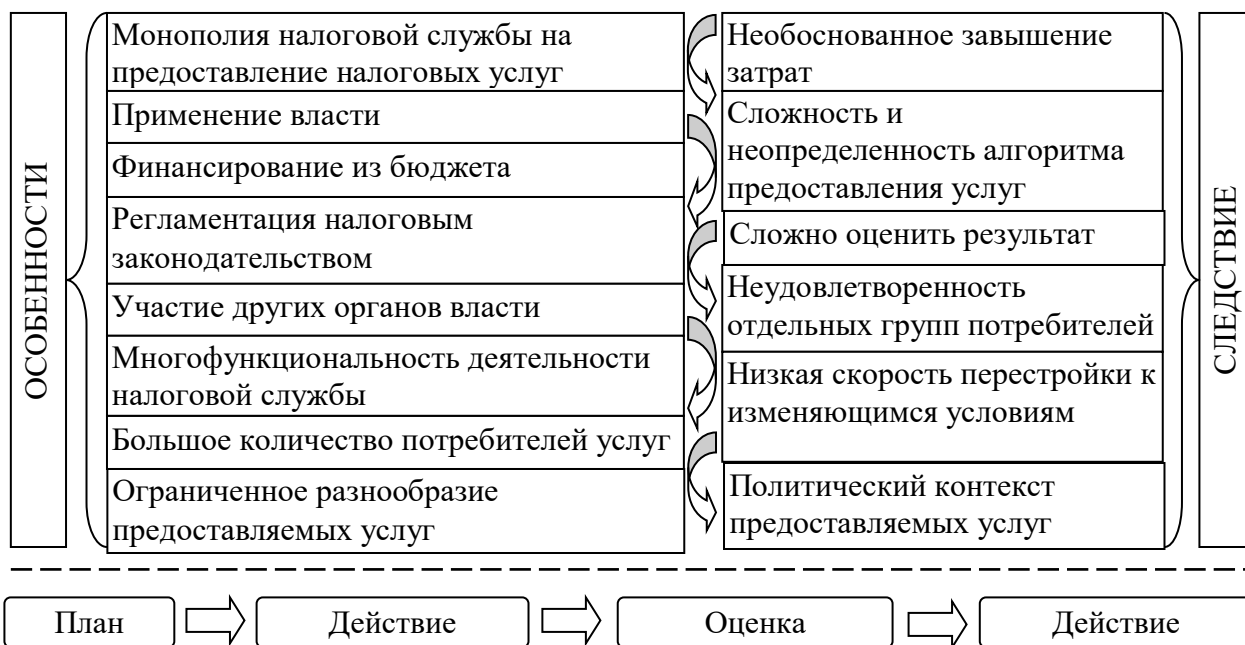 ОСОБЕННОСТИ
Монополия налоговой службы на
предоставление налоговых услуг
Применение власти
Финансирование из бюджета
Регламентация налоговым
законодательством
Участие других органов власти
Многофункциональность деятельности
налоговой службы
Большое количество потребителей услуг
Ограниченное разнообразие
предоставляемых услуг
Необоснованное завышение
затрат
Сложность и
неопределенность алгоритма
предоставления услуг
Сложно оценить результат
Неудовлетворенность
отдельных групп потребителей
Низкая скорость перестройки к
изменяющимся условиям
Политический контекст
предоставляемых услуг
СЛЕДСТВИЕ
План
Действие
Оценка
Действие